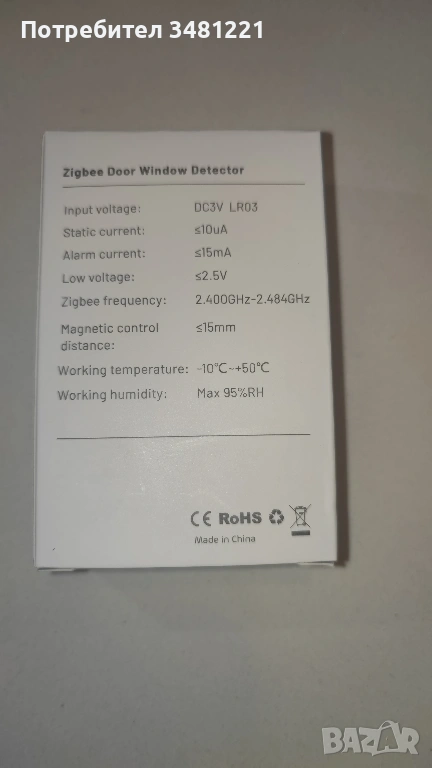 Потребител 3481221
Zigbee Door Window Detector
Input voltage: DC3V LR03
Static current: ≤10uA
Alarm current: ≤15mA
Low voltage: ≤2.5V
Zigbee frequency: 2.400GHz-2.484GHz
Magnetic control ≤15mm
distance:
Working temperature: -10℃~+50℃
Working humidity: Max 95%RH
CE RoHS
Made in China
BAZAR